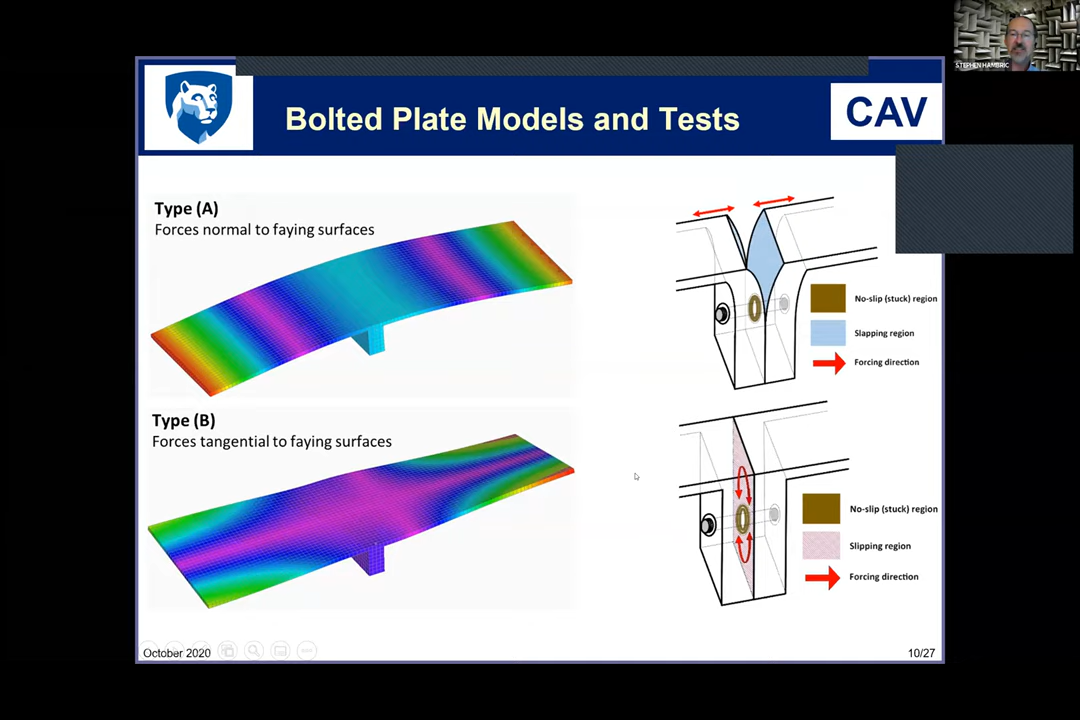 STEPHEN HAMBRIC
Bolted Plate Models and Tests
CAV
Type (A)
Forces normal to faying surfaces
No-slip (stuck) region
Slapping region
Forcing direction
Type (B)
Forces tangential to faying surfaces
No-slip (stuck) region
Slipping region
Forcing direction
October 2020
10/27